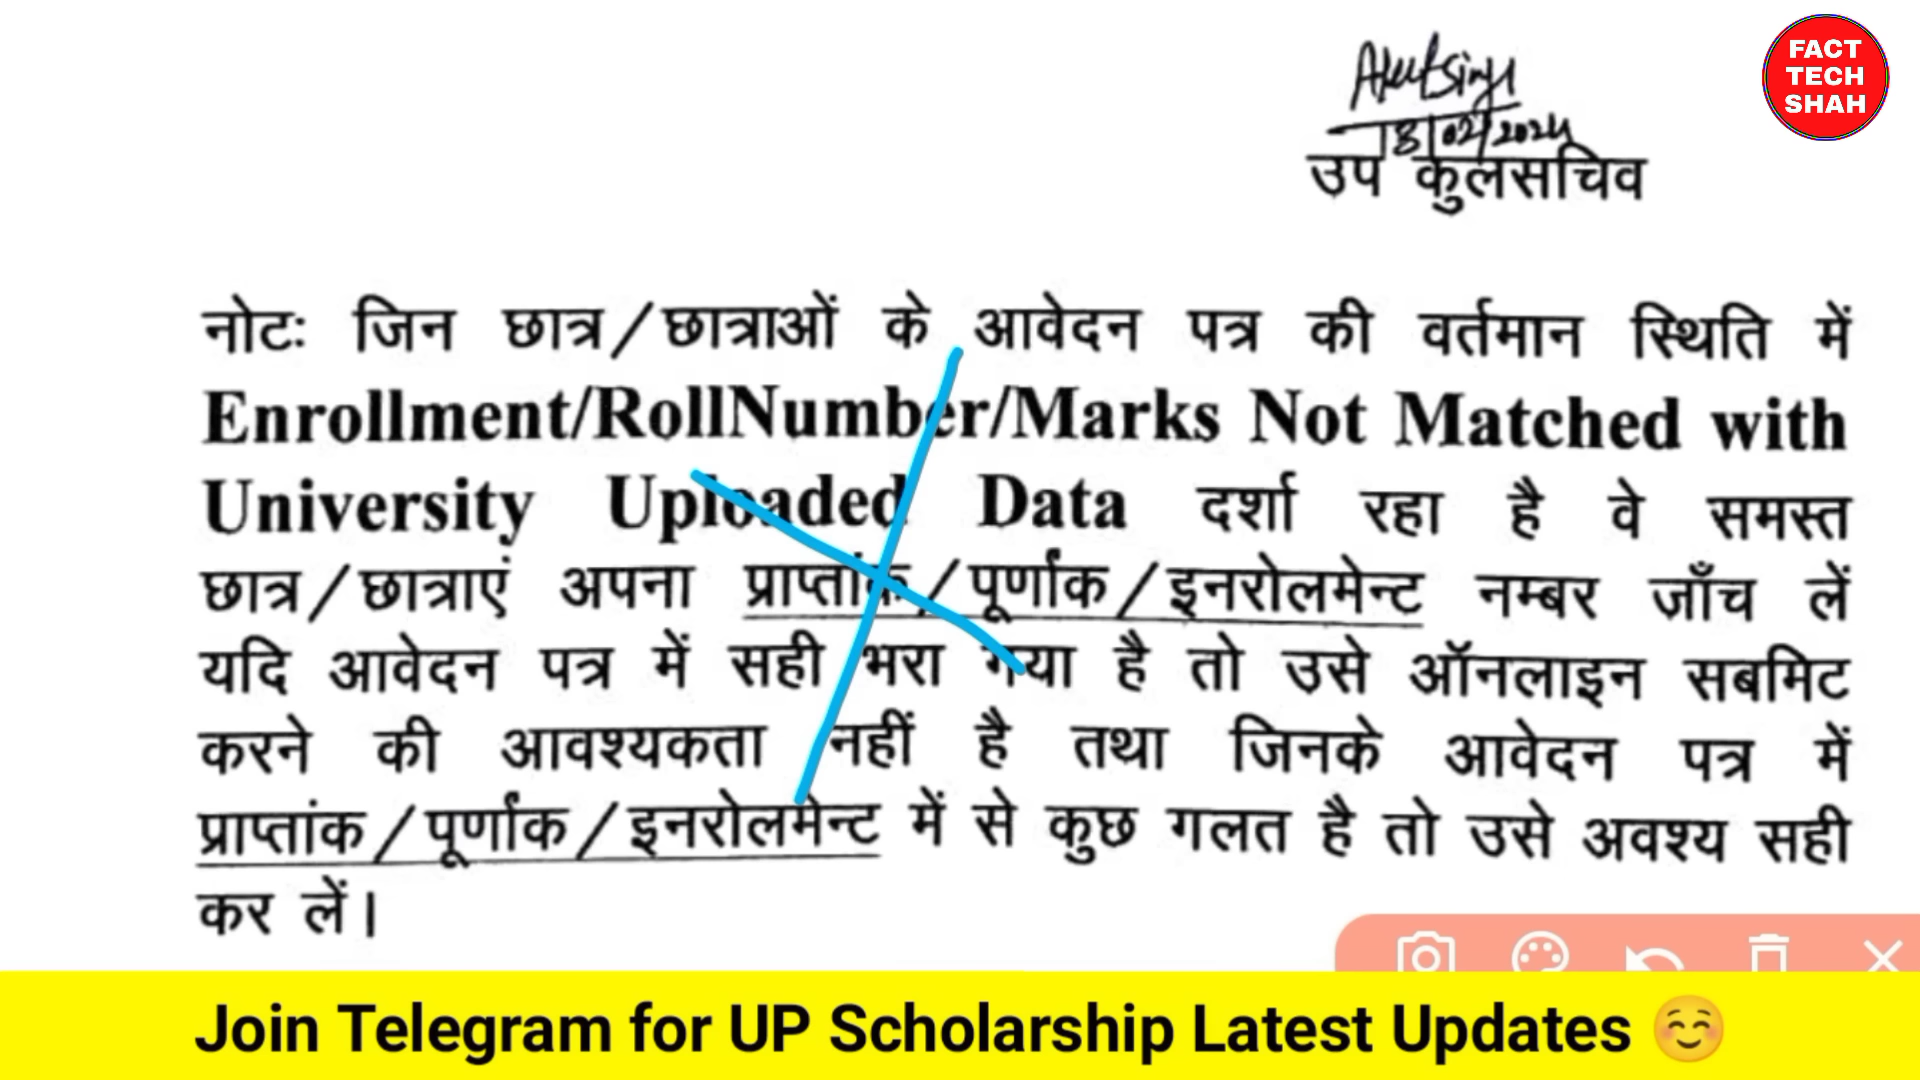 FACT
TECH
SHAH
18/02/2024
उप कुलसचिव
नोटः जिन छात्र/छात्राओं के आवेदन पत्र की वर्तमान स्थिति में
Enrollment/RollNumber/Marks Not Matched with
University Uploaded Data दर्शा रहा है वे समस्त
छात्र/छात्राएं अपना प्राप्तांक/पूर्णांक/इनरोलमेन्ट नम्बर जाँच लें
यदि आवेदन पत्र में सही भरा गया है तो उसे ऑनलाइन सबमिट
करने की आवश्यकता नहीं है तथा जिनके आवेदन पत्र में
प्राप्तांक/पूर्णांक/इनरोलमेन्ट में से कुछ गलत है तो उसे अवश्य सही
कर लें।
Join Telegram for UP Scholarship Latest Updates 😊